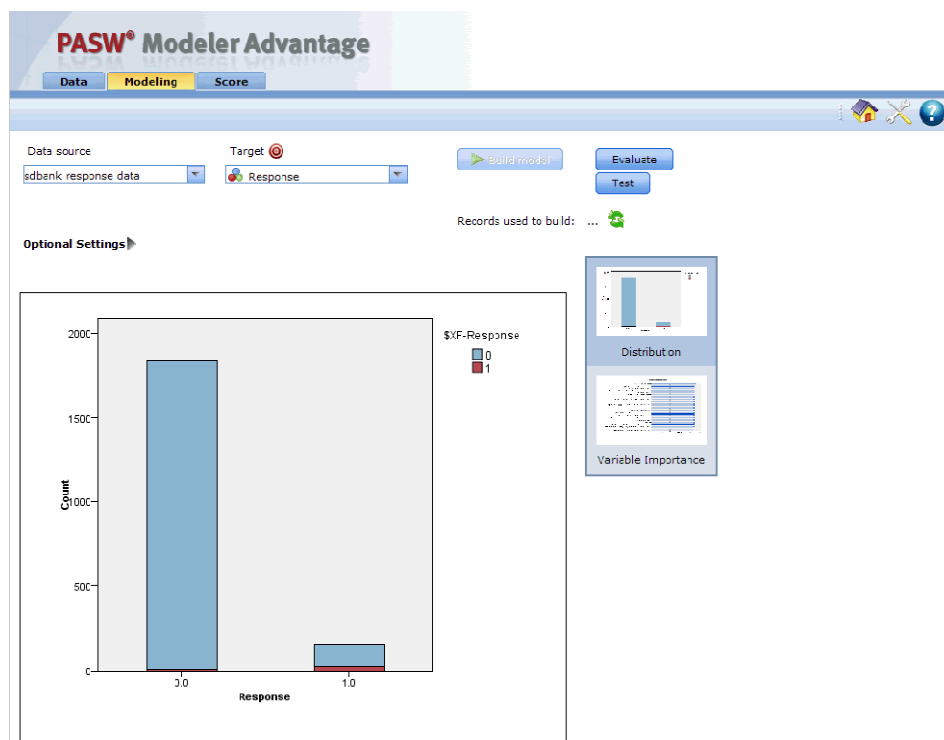 PASW® Modeler Advantage
Data Modeling Score
Data source Target
sdbank response data Response
Build model Evaluate
Test
Records used to build: ...
Optional Settings
$XF-Response
0
1
2000
1500
1000
500
0
Count
0.0 1.0
Response
Distribution
Variable Importance
?